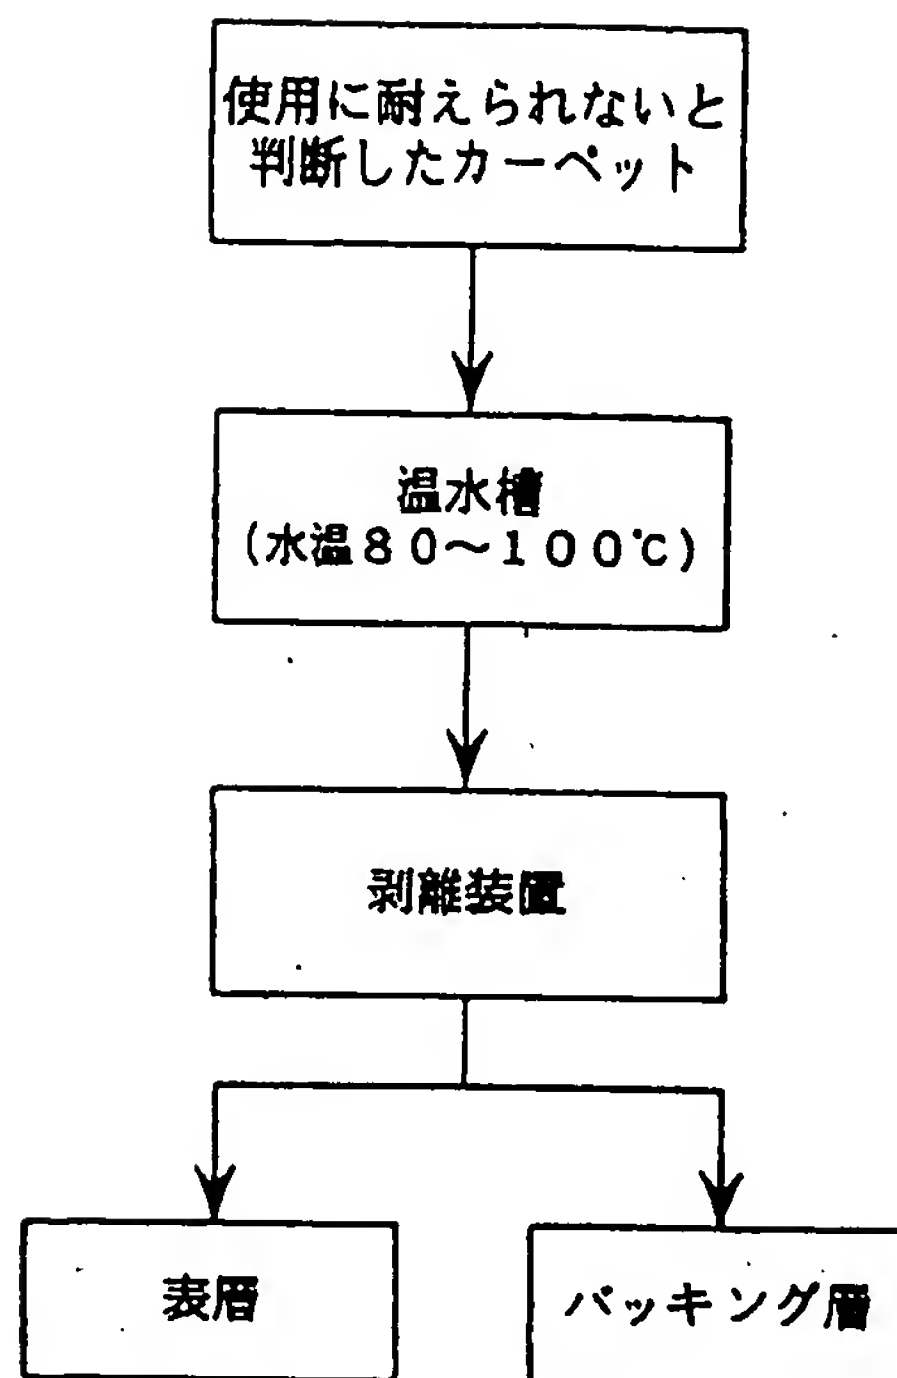 使用に耐えられないと
判断したカーペット
温水槽
(水温80～100℃)
剥離装置
表層
バッキング層